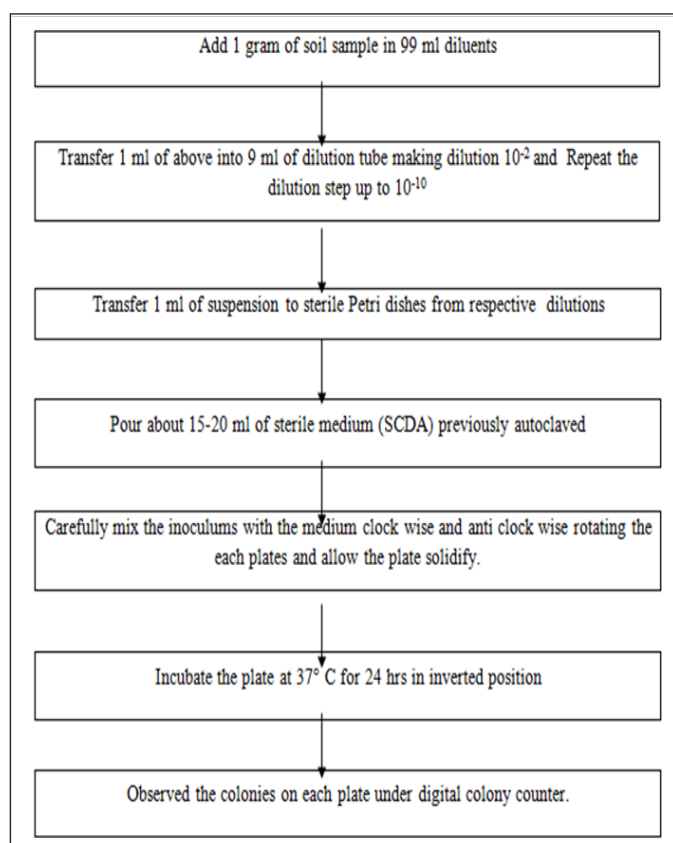 Add 1 gram of soil sample in 99 ml diluents
Transfer 1 ml of above into 9 ml of dilution tube making dilution 10⁻² and Repeat the
dilution step up to 10⁻¹⁰
Transfer 1 ml of suspension to sterile Petri dishes from respective dilutions
Pour about 15-20 ml of sterile medium (SCDA) previously autoclaved
Carefully mix the inoculums with the medium clock wise and anti clock wise rotating the
each plates and allow the plate solidify.
Incubate the plate at 37° C for 24 hrs in inverted position
Observed the colonies on each plate under digital colony counter.